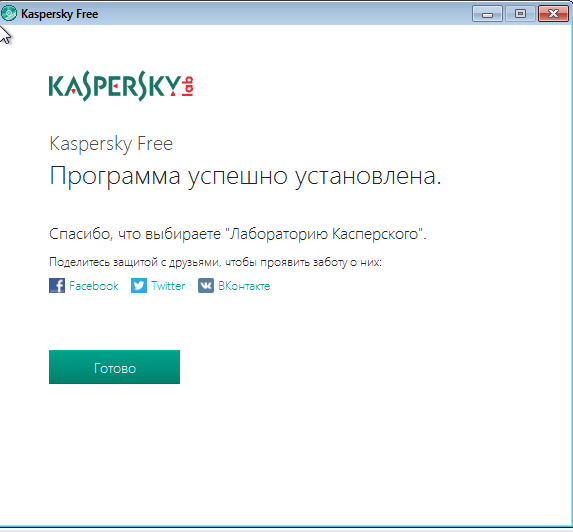 Kaspersky Free
KASPERSKY lab
Kaspersky Free
Программа успешно установлена.
Спасибо, что выбираете "Лабораторию Касперского".
Поделитесь защитой с друзьями, чтобы проявить заботу о них:
Facebook Twitter ВКонтакте
Готово